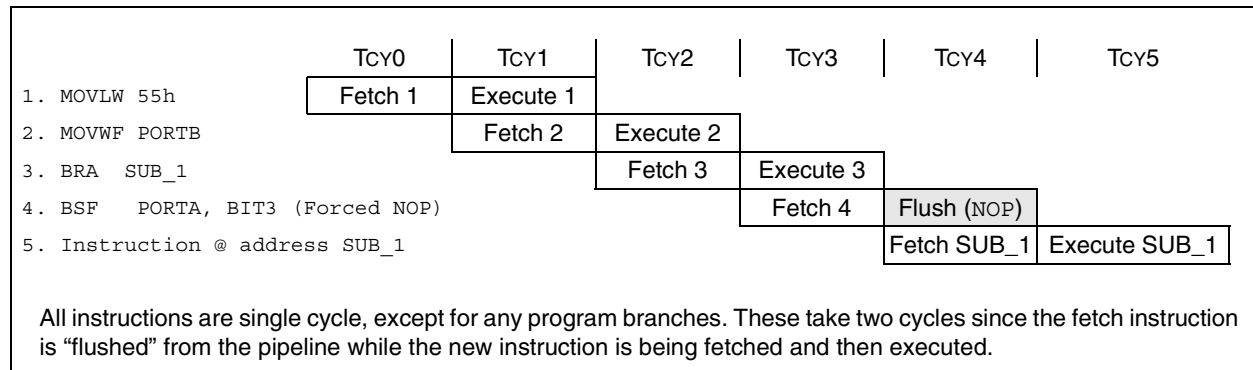 TCY0 TCY1 TCY2 TCY3 TCY4 TCY5
1. MOVLW 55h Fetch 1 Execute 1
2. MOVWF PORTB Fetch 2 Execute 2
3. BRA SUB_1 Fetch 3 Execute 3
4. BSF PORTA, BIT3 (Forced NOP) Fetch 4 Flush (NOP)
5. Instruction @ address SUB_1 Fetch SUB_1 Execute SUB_1
All instructions are single cycle, except for any program branches. These take two cycles since the fetch instruction
is “flushed” from the pipeline while the new instruction is being fetched and then executed.